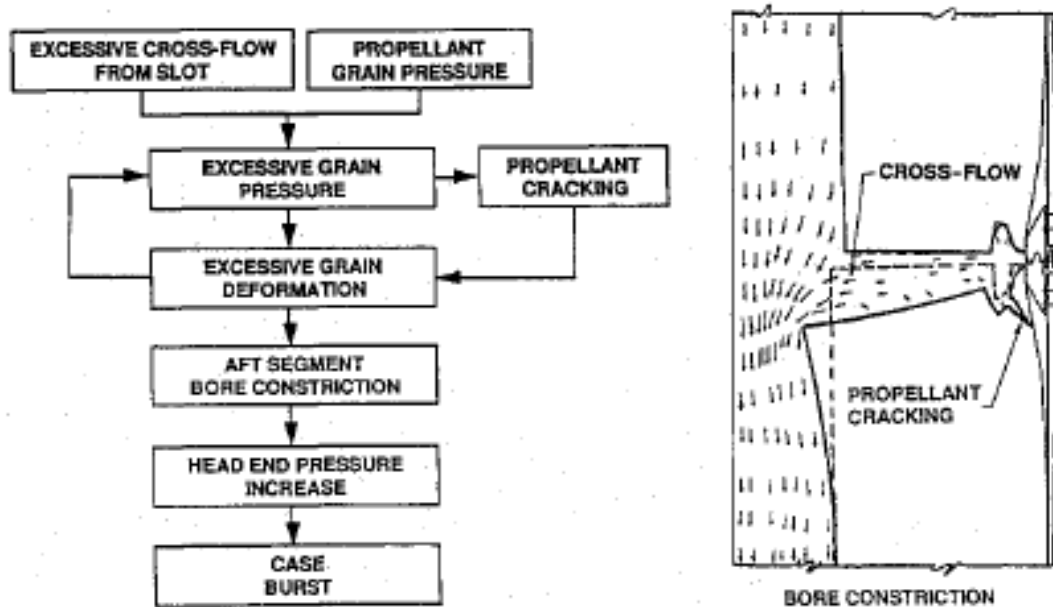 EXCESSIVE CROSS-FLOW
FROM SLOT
PROPELLANT
GRAIN PRESSURE
EXCESSIVE GRAIN
PRESSURE
PROPELLANT
CRACKING
EXCESSIVE GRAIN
DEFORMATION
AFT SEGMENT
BORE CONSTRICTION
HEAD END PRESSURE
INCREASE
CASE
BURST
CROSS-FLOW
PROPELLANT
CRACKING
BORE CONSTRICTION